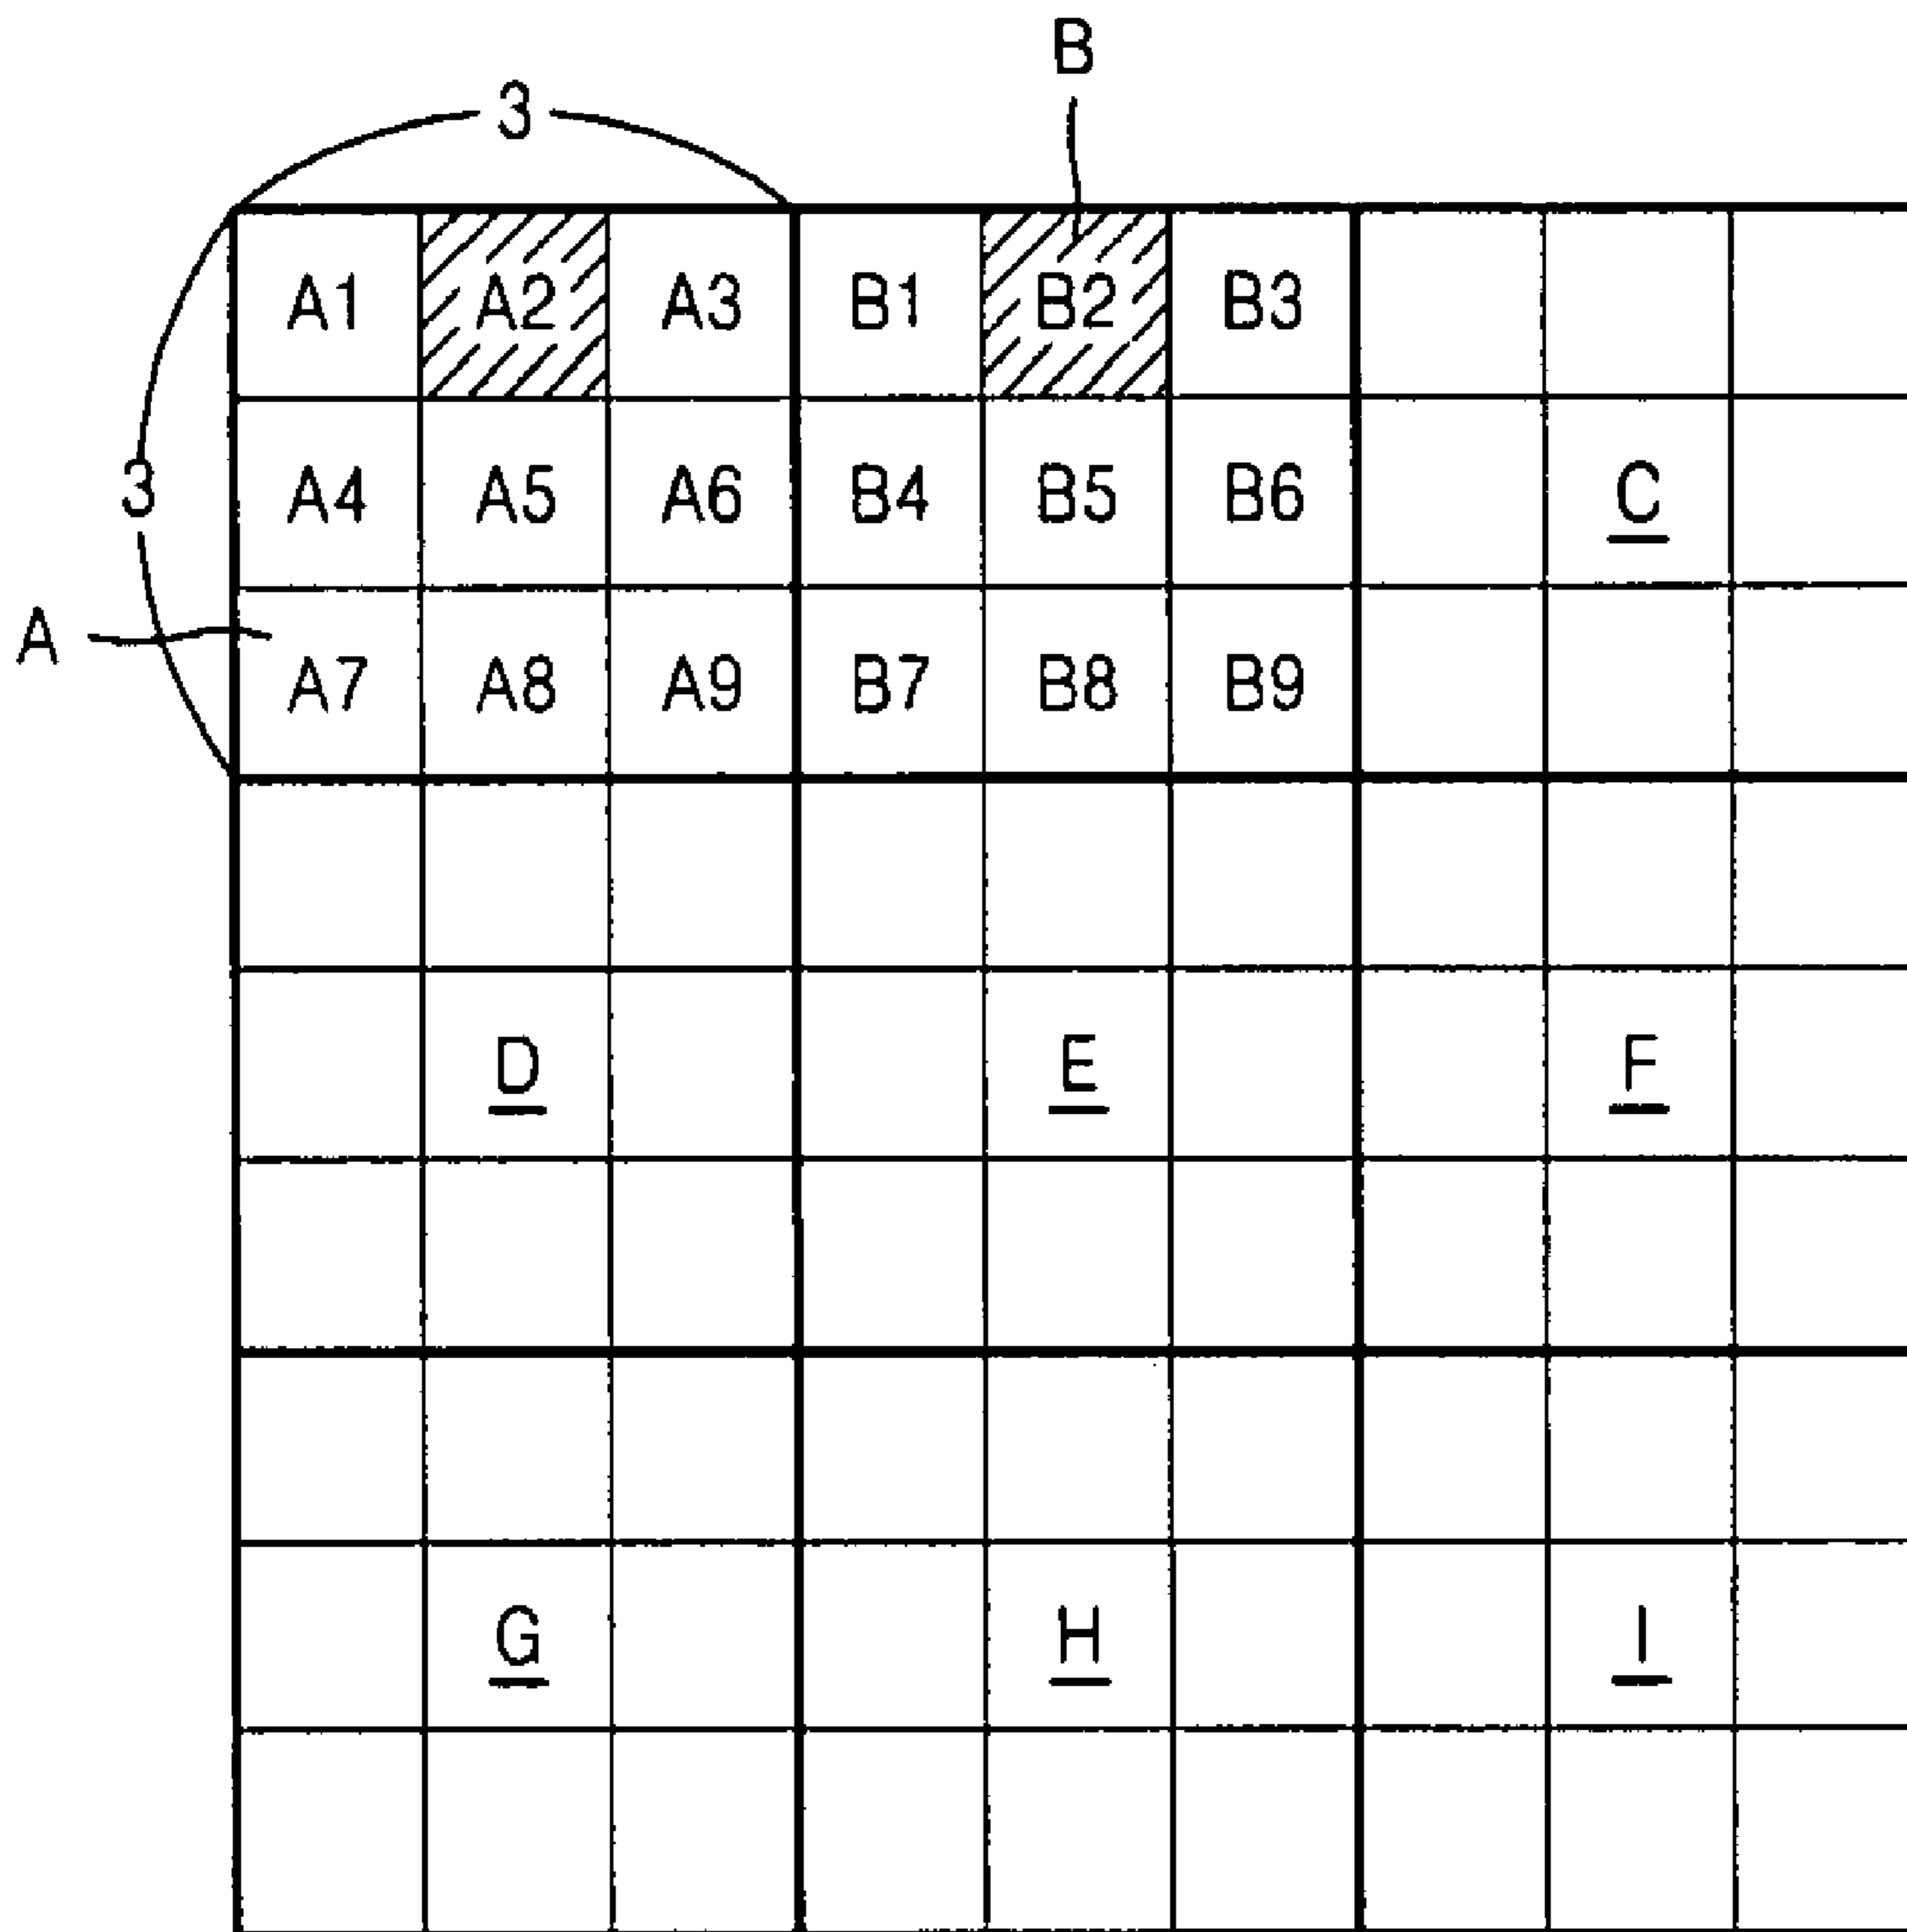 B
3
A1 A2 A3 B1 B2 B3
3
A4 A5 A6 B4 B5 B6 C
A
A7 A8 A9 B7 B8 B9
D E F
G H I